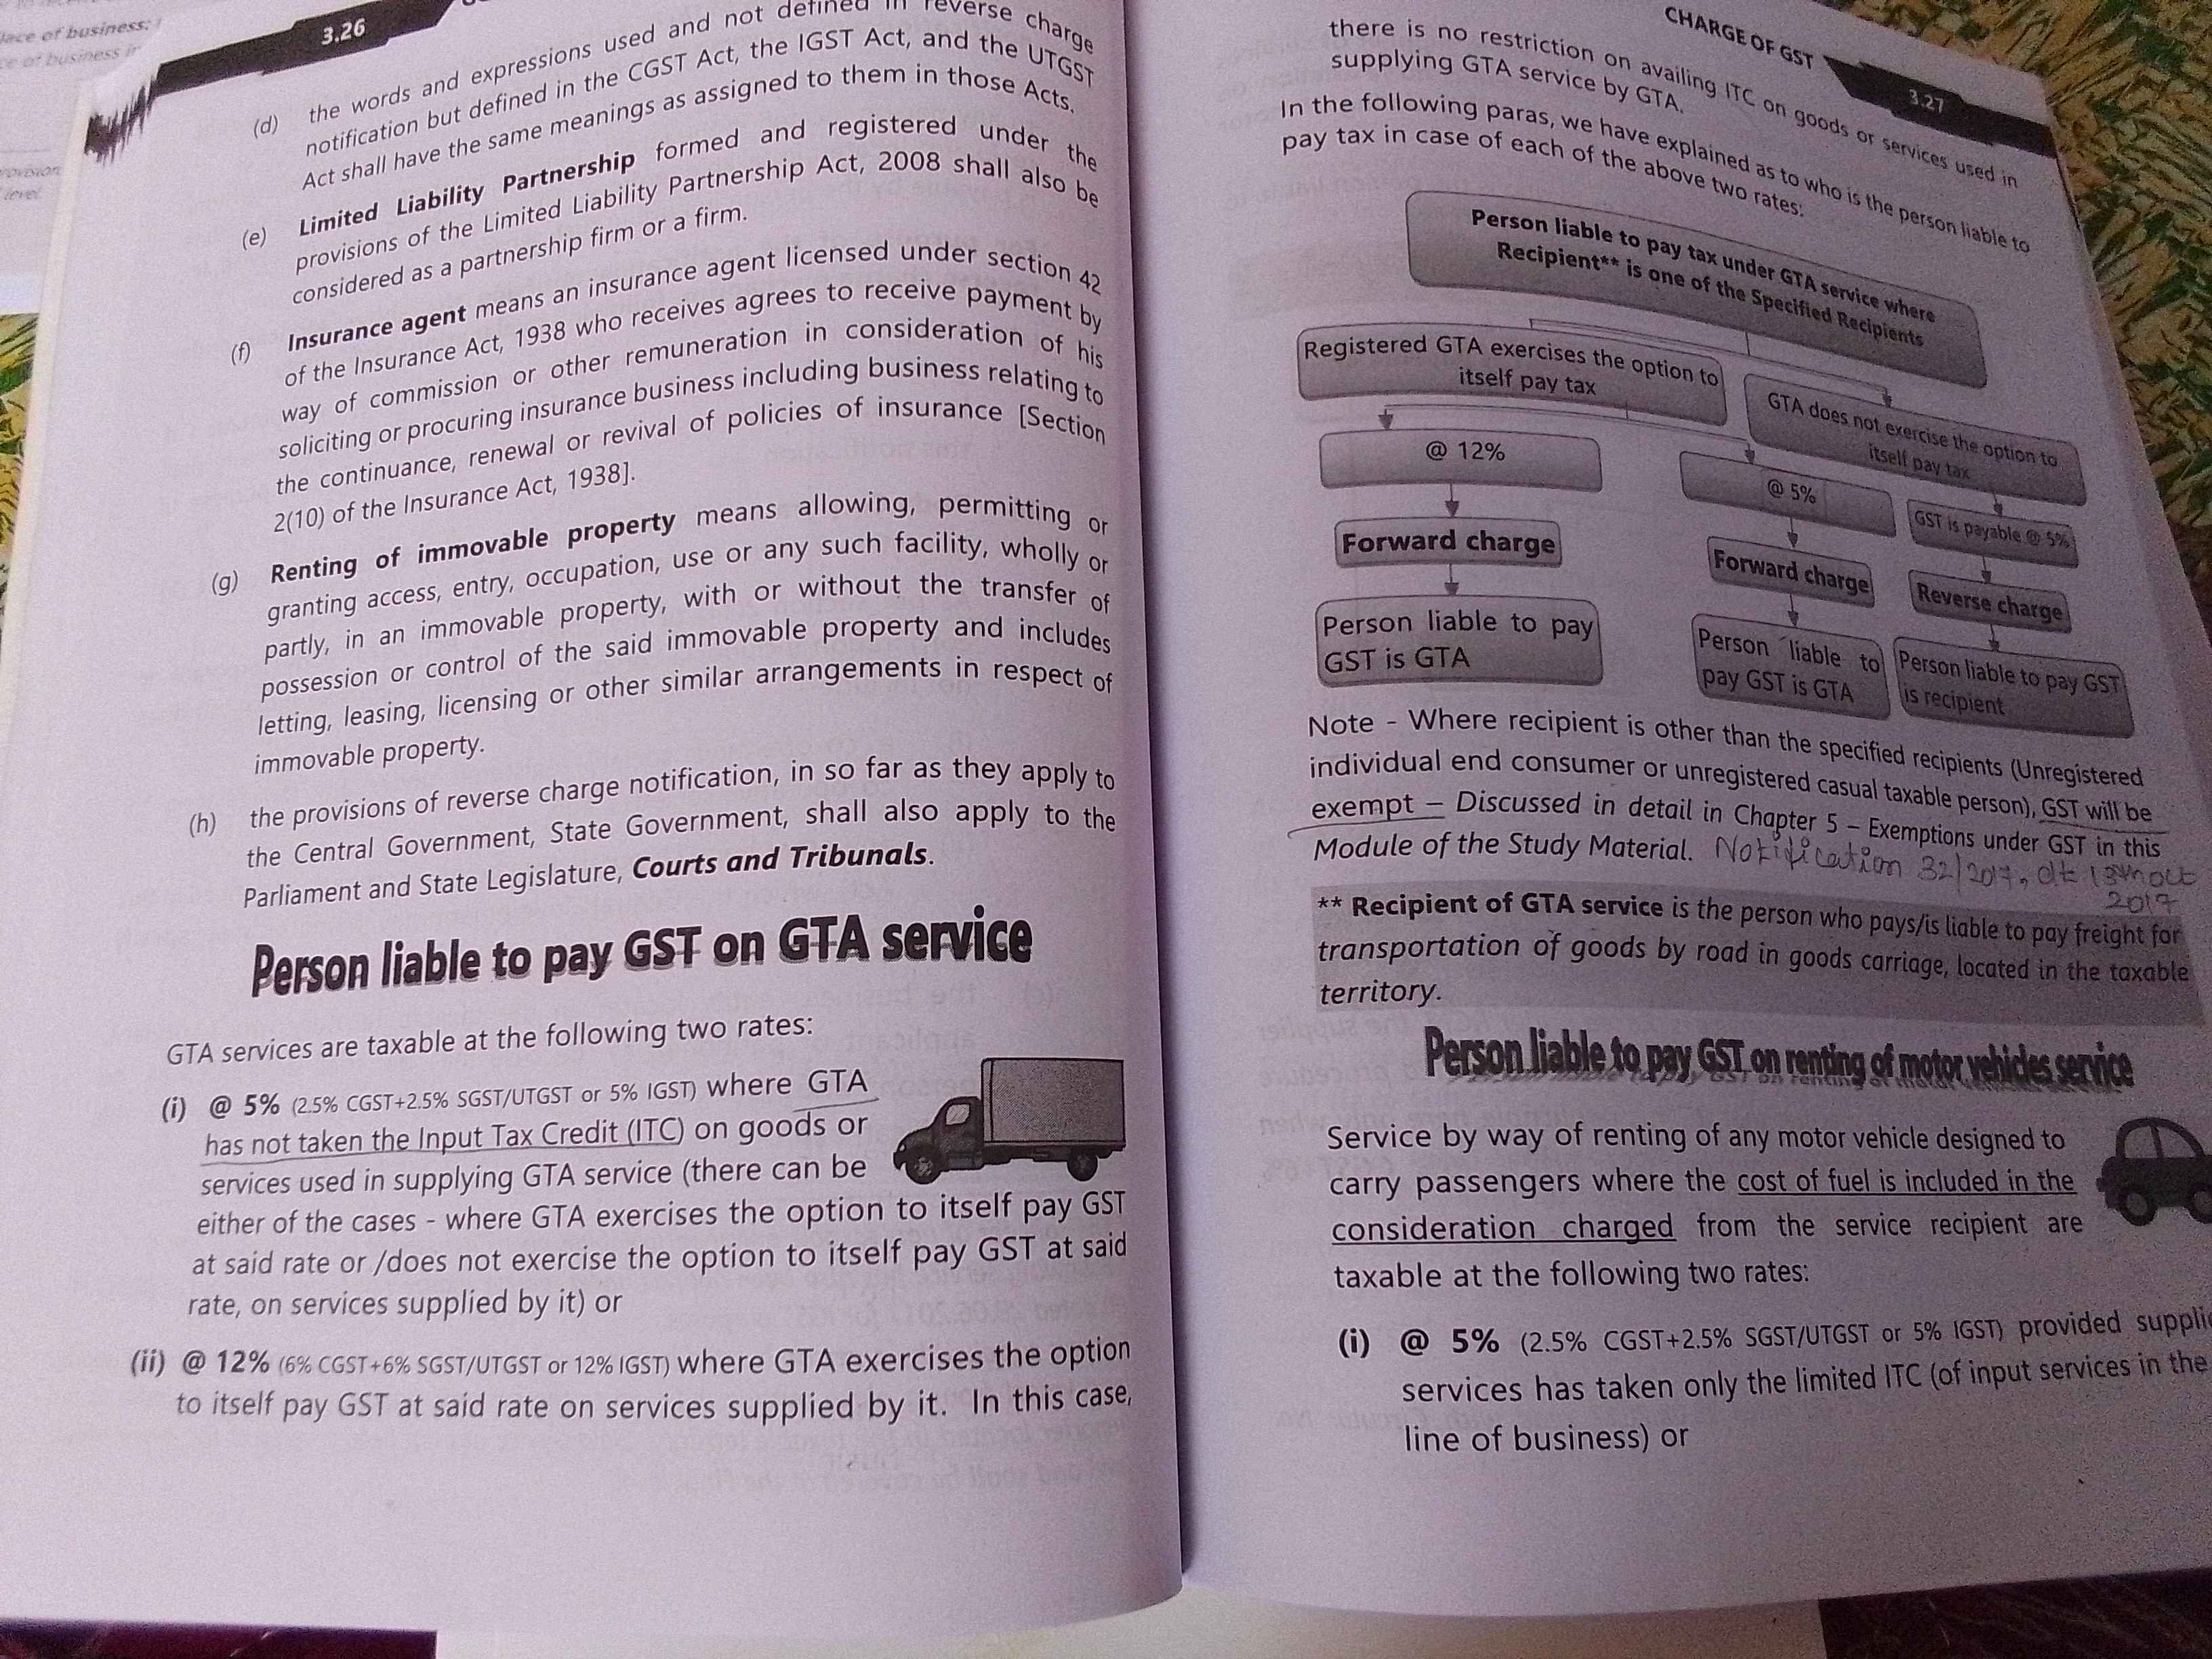 lace of business:
ce of business in
rovision
level.
3.26
(d) the words and expressions used and not defined in reverse charge
notification but defined in the CGST Act, the IGST Act, and the UTGST
Act shall have the same meanings as assigned to them in those Acts.
(e) Limited Liability Partnership formed and registered under the
provisions of the Limited Liability Partnership Act, 2008 shall also be
considered as a partnership firm or a firm.
(f) Insurance agent means an insurance agent licensed under section 42
of the Insurance Act, 1938 who receives agrees to receive payment by
way of commission or other remuneration in consideration of his
soliciting or procuring insurance business including business relating to
the continuance, renewal or revival of policies of insurance [Section
2(10) of the Insurance Act, 1938].
(g) Renting of immovable property means allowing, permitting or
granting access, entry, occupation, use or any such facility, wholly or
partly, in an immovable property, with or without the transfer of
possession or control of the said immovable property and includes
letting, leasing, licensing or other similar arrangements in respect of
immovable property.
(h) the provisions of reverse charge notification, in so far as they apply to
the Central Government, State Government, shall also apply to the
Parliament and State Legislature, Courts and Tribunals.
Person liable to pay GST on GTA service
GTA services are taxable at the following two rates:
(i) @ 5% (2.5% CGST+2.5% SGST/UTGST or 5% IGST) where GTA
has not taken the Input Tax Credit (ITC) on goods or
services used in supplying GTA service (there can be
either of the cases - where GTA exercises the option to itself pay GST
at said rate or /does not exercise the option to itself pay GST at said
rate, on services supplied by it) or
(ii) @ 12% (6% CGST+6% SGST/UTGST or 12% IGST) where GTA exercises the option
to itself pay GST at said rate on services supplied by it. In this case,
CHARGE OF GST
3.27
there is no restriction on availing ITC on goods or services used in
supplying GTA service by GTA.
In the following paras, we have explained as to who is the person liable to
pay tax in case of each of the above two rates:
Person liable to pay tax under GTA service where
Recipient** is one of the Specified Recipients
Registered GTA exercises the option to
itself pay tax
GTA does not exercise the option to
itself pay tax
@ 12%
@ 5%
GST is payable @ 5%
Forward charge
Forward charge
Reverse charge
Person liable to pay
GST is GTA
Person liable to
pay GST is GTA
Person liable to pay GST
is recipient
Note - Where recipient is other than the specified recipients (Unregistered
individual end consumer or unregistered casual taxable person), GST will be
exempt – Discussed in detail in Chapter 5 – Exemptions under GST in this
Module of the Study Material. Notification 32/2017, dt 13
2017
** Recipient of GTA service is the person who pays/is liable to pay freight for
transportation of goods by road in goods carriage, located in the taxable
territory.
Person liable to pay GST on renting of motor vehicles service
Service by way of renting of any motor vehicle designed to
carry passengers where the cost of fuel is included in the
consideration charged from the service recipient are
taxable at the following two rates:
(i) @ 5% (2.5% CGST+2.5% SGST/UTGST or 5% IGST) provided supplie
services has taken only the limited ITC (of input services in the
line of business) or